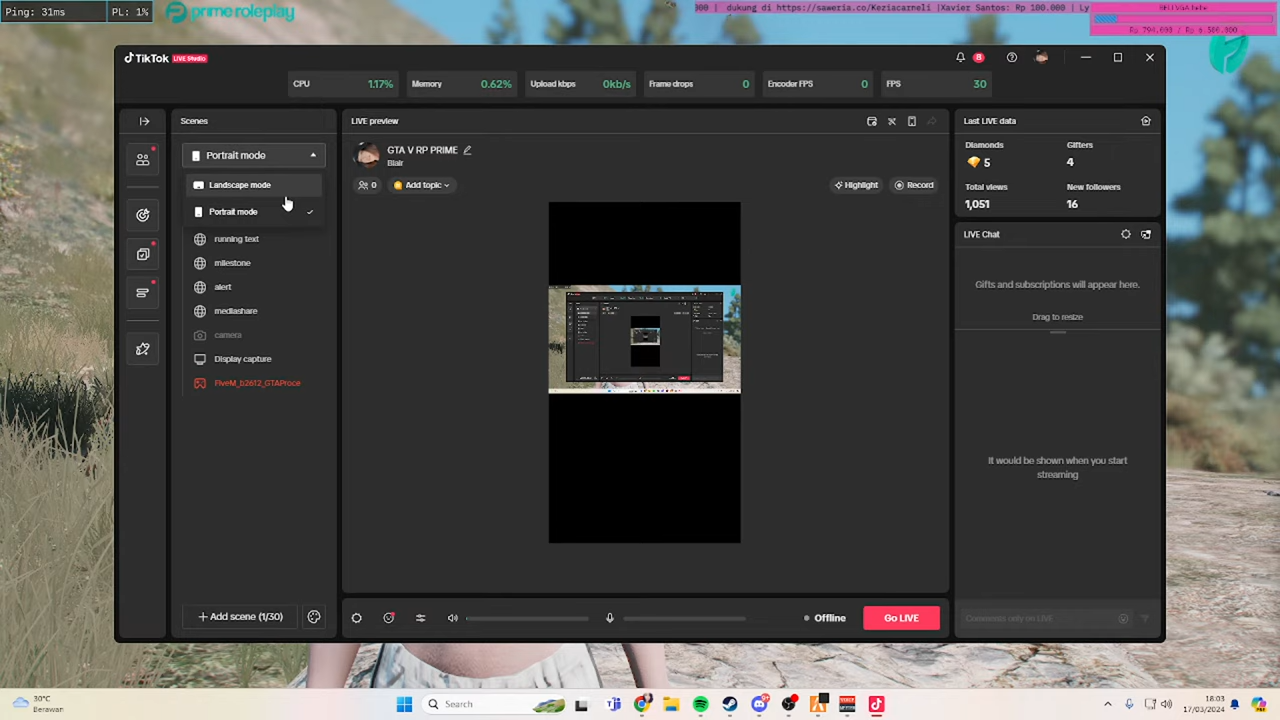 Ping: 31ms PL: 1% prime roleplay
dukung di https://saweria.co/Keziacarneli |Xavier Santos: Rp 100.000 | Ly
TikTok LIVE Studio
8
CPU 1.17% Memory 0.62% Upload kbps 0kb/s Frame drops 0 Encoder FPS 0 FPS 30
Scenes
Portrait mode
Landscape mode
Portrait mode
running text
milestone
alert
mediashare
camera
Display capture
FiveM_b2612_GTAProce
Add scene (1/30)
LIVE preview
GTA V RP PRIME
Blair
0 Add topic
Highlight Record
Offline Go LIVE
Last LIVE data
Diamonds Gifters
5 4
Total views New followers
1,051 16
LIVE Chat
Gifts and subscriptions will appear here.
Drag to resize
It would be shown when you start
streaming
Comments only on LIVE
30°C
Berawan
Search
18:03
17/03/2024